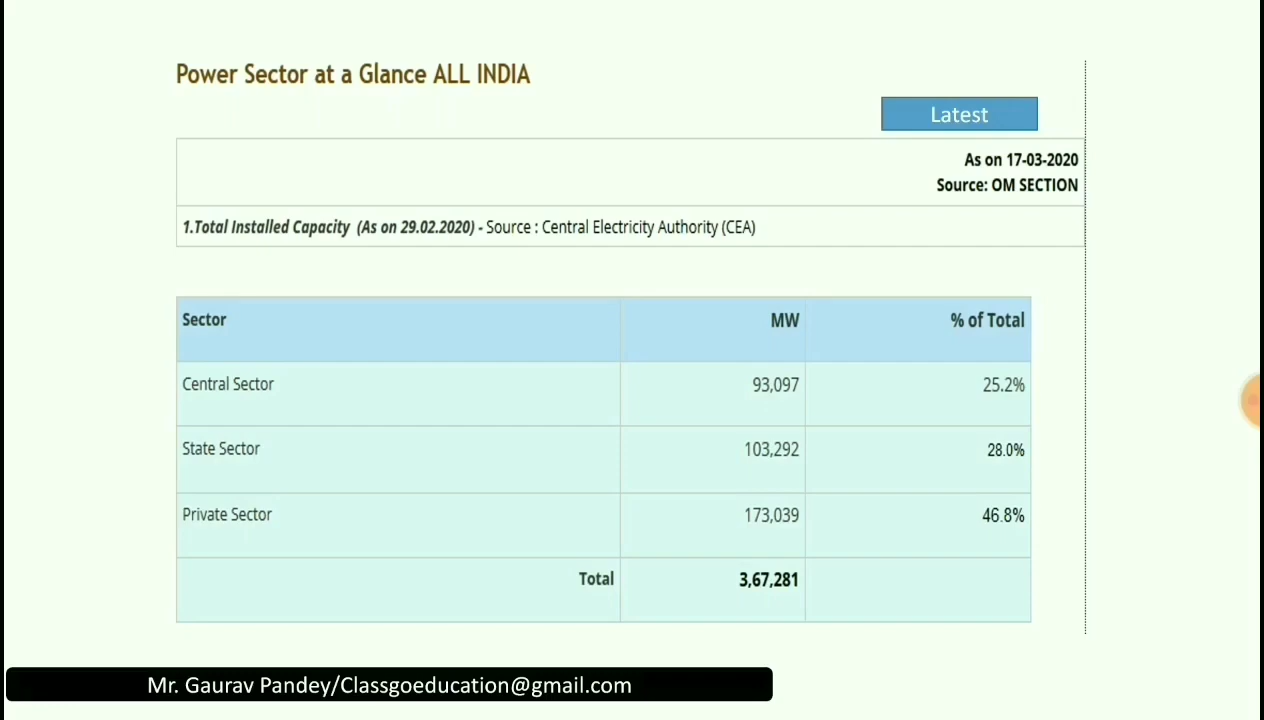 Power Sector at a Glance ALL INDIA
Latest
As on 17-03-2020
Source: OM SECTION
1.Total Installed Capacity (As on 29.02.2020) - Source : Central Electricity Authority (CEA)
Sector MW % of Total
Central Sector 93,097 25.2%
State Sector 103,292 28.0%
Private Sector 173,039 46.8%
Total 3,67,281
Mr. Gaurav Pandey/Classgoeducation@gmail.com